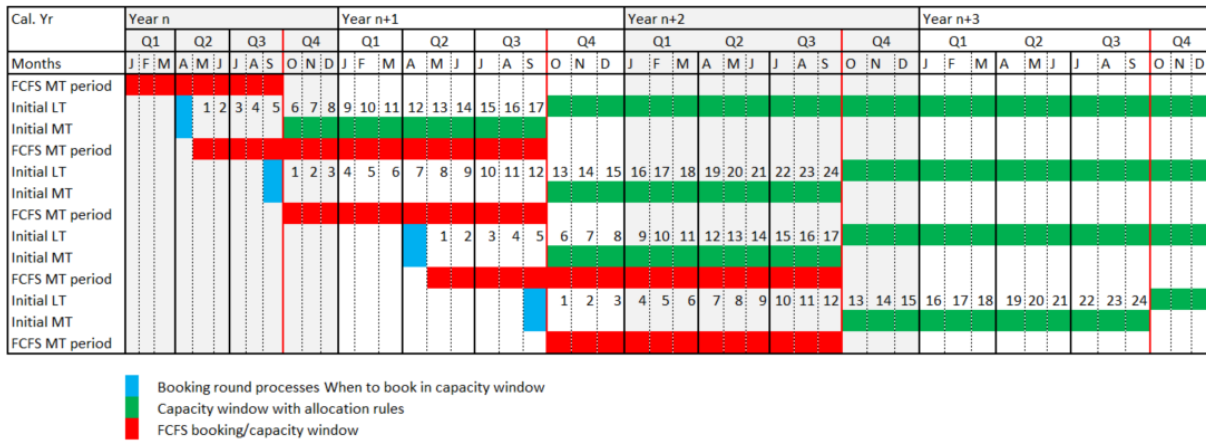 Cal. Yr Year n Year n+1 Year n+2 Year n+3
Q1 Q2 Q3 Q4 Q1 Q2 Q3 Q4 Q1 Q2 Q3 Q4 Q1 Q2 Q3 Q4
Months J F M A M J J A S O N D J F M A M J J A S O N D J F M A M J J A S O N D J F M A M J J A S O N D
FCFS MT period
Initial LT 1 2 3 4 5 6 7 8 9 10 11 12 13 14 15 16 17
Initial MT
FCFS MT period
Initial LT 1 2 3 4 5 6 7 8 9 10 11 12 13 14 15 16 17 18 19 20 21 22 23 24
Initial MT
FCFS MT period
Initial LT 1 2 3 4 5 6 7 8 9 10 11 12 13 14 15 16 17
Initial MT
FCFS MT period
Initial LT 1 2 3 4 5 6 7 8 9 10 11 12 13 14 15 16 17 18 19 20 21 22 23 24
Initial MT
FCFS MT period
Booking round processes When to book in capacity window
Capacity window with allocation rules
FCFS booking/capacity window